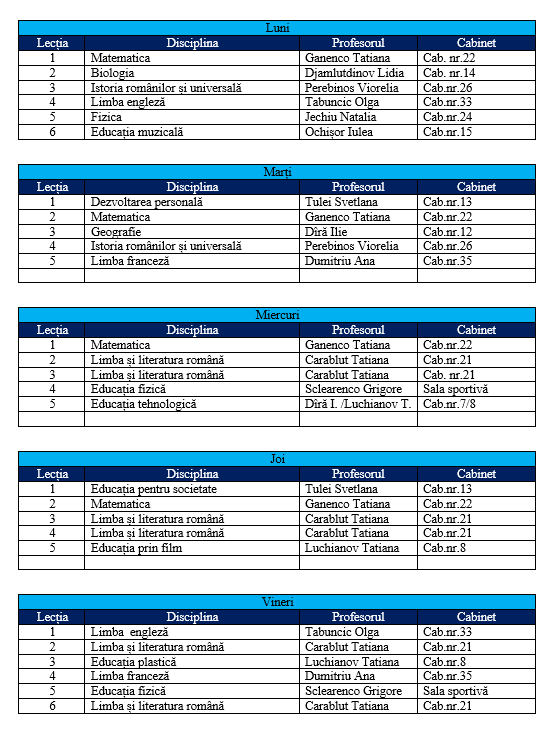 Luni
Lecția Disciplina Profesorul Cabinet
1 Matematica Ganenco Tatiana Cab. nr.22
2 Biologia Djamlutdinov Lidia Cab. nr.14
3 Istoria românilor și universală Perebinos Viorelia Cab.nr.26
4 Limba engleză Tabuncic Olga Cab.nr.33
5 Fizica Jechiu Natalia Cab.nr.24
6 Educația muzicală Ochișor Iulea Cab.nr.15
Marți
Lecția Disciplina Profesorul Cabinet
1 Dezvoltarea personală Tulei Svetlana Cab.nr.13
2 Matematica Ganenco Tatiana Cab.nr.22
3 Geografie Dîră Ilie Cab.nr.12
4 Istoria românilor și universală Perebinos Viorelia Cab.nr.26
5 Limba franceză Dumitriu Ana Cab.nr.35
Miercuri
Lecția Disciplina Profesorul Cabinet
1 Matematica Ganenco Tatiana Cab.nr.22
2 Limba și literatura română Carablut Tatiana Cab.nr.21
3 Limba și literatura română Carablut Tatiana Cab. nr.21
4 Educația fizică Sclearenco Grigore Sala sportivă
5 Educația tehnologică Dîră I. /Luchianov T. Cab.nr.7/8
Joi
Lecția Disciplina Profesorul Cabinet
1 Educația pentru societate Tulei Svetlana Cab.nr.13
2 Matematica Ganenco Tatiana Cab.nr.22
3 Limba și literatura română Carablut Tatiana Cab.nr.21
4 Limba și literatura română Carablut Tatiana Cab.nr.21
5 Educația prin film Luchianov Tatiana Cab.nr.8
Vineri
Lecția Disciplina Profesorul Cabinet
1 Limba engleză Tabuncic Olga Cab.nr.33
2 Limba și literatura română Carablut Tatiana Cab.nr.21
3 Educația plastică Luchianov Tatiana Cab.nr.8
4 Limba franceză Dumitriu Ana Cab.nr.35
5 Educația fizică Sclearenco Grigore Sala sportivă
6 Limba și literatura română Carablut Tatiana Cab.nr.21